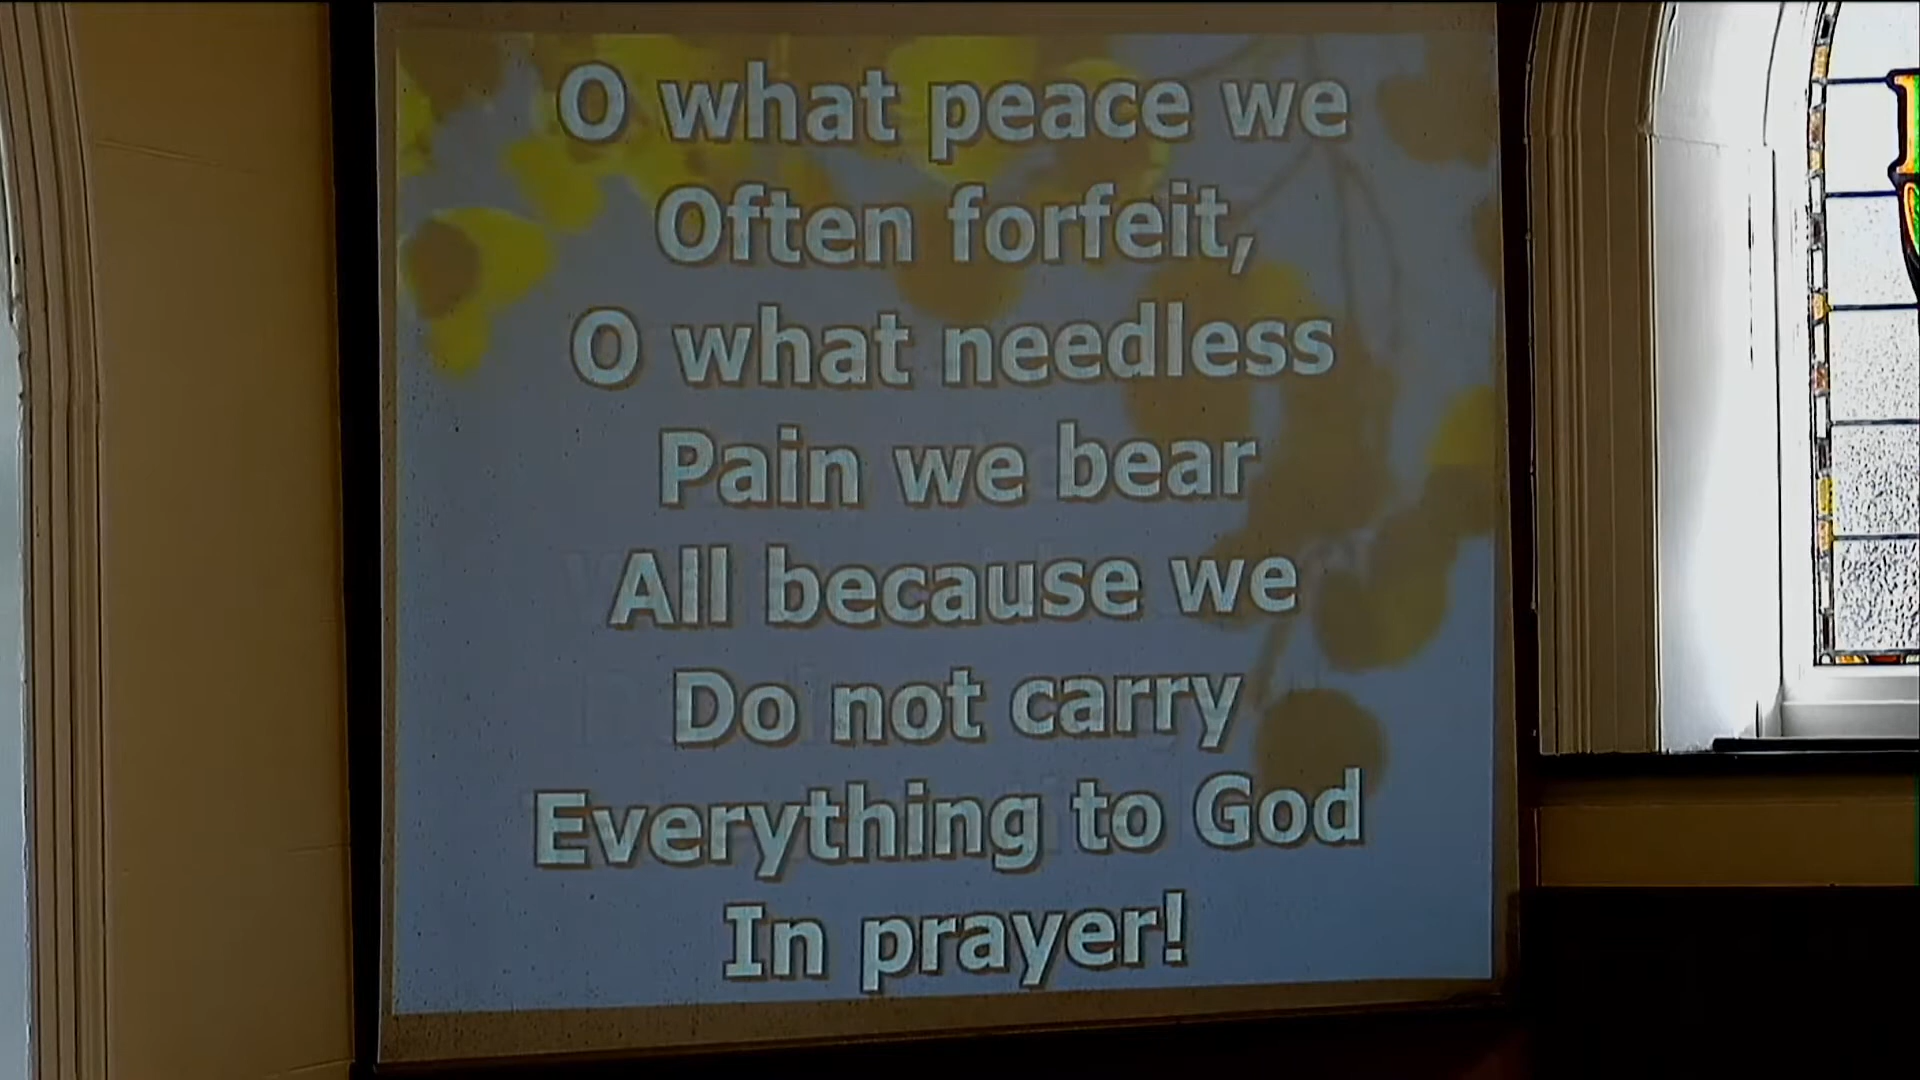 O what peace we
Often forfeit,
O what needless
Pain we bear
All because we
Do not carry
Everything to God
In prayer!